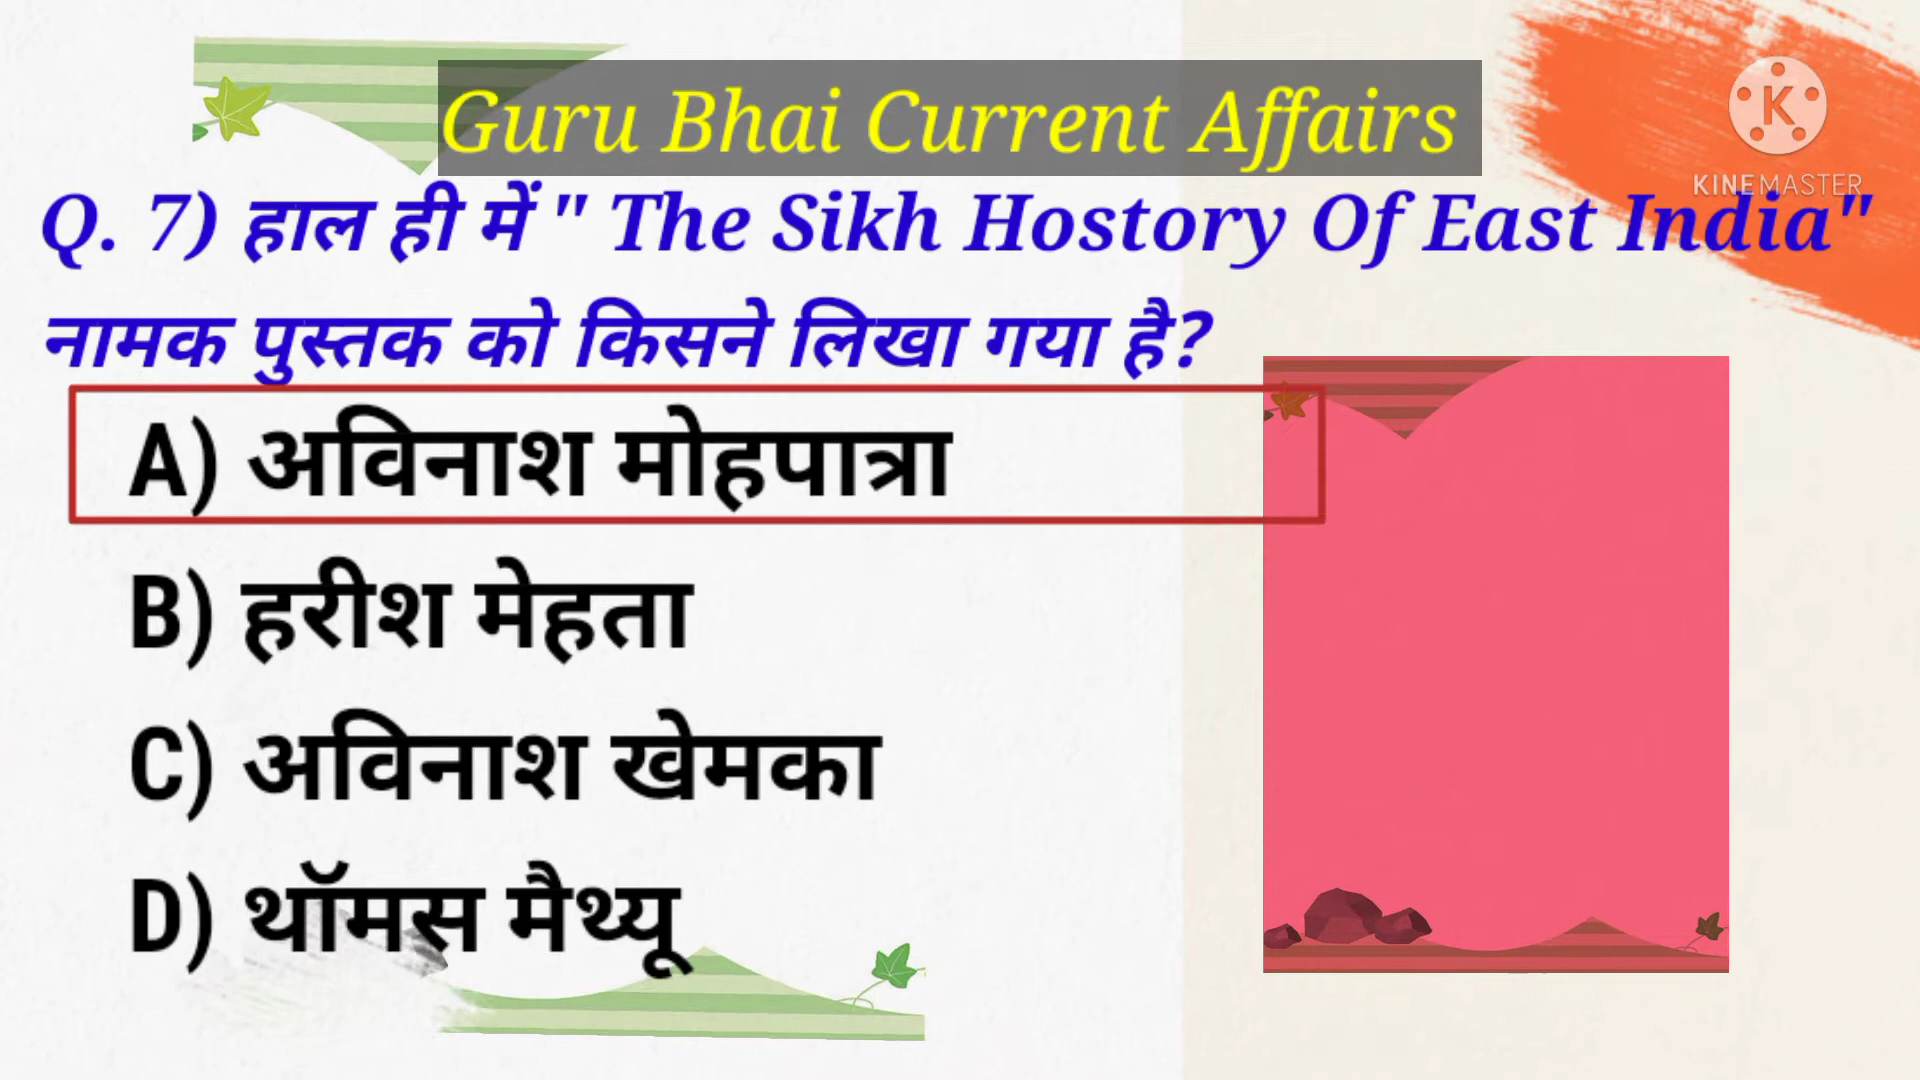 Guru Bhai Current Affairs
KINEMASTER
Q. 7) हाल ही में " The Sikh Hostory Of East India"
नामक पुस्तक को किसने लिखा गया है?
A) अविनाश मोहपात्रा
B) हरीश मेहता
C) अविनाश खेमका
D) थॉमस मैथ्यू